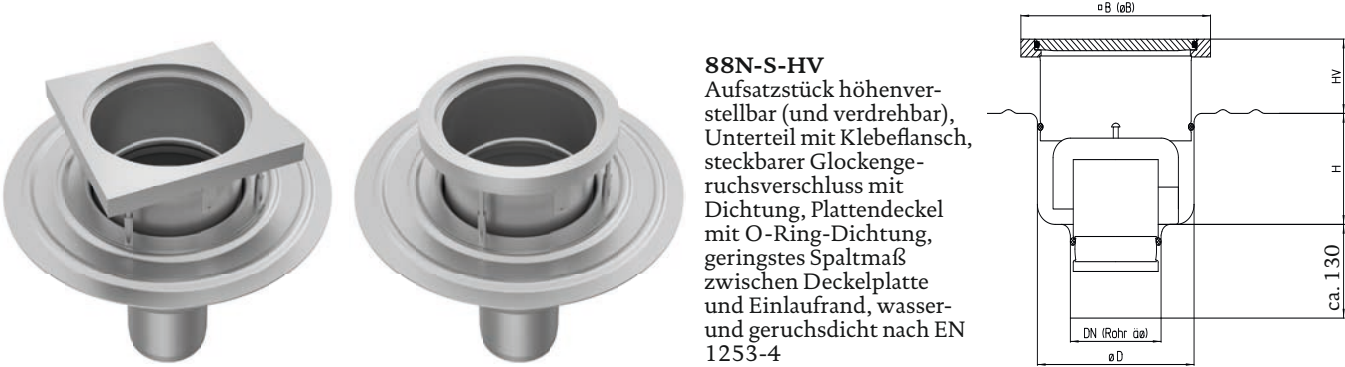 88N-S-HV
Aufsatzstück höhenver-
stellbar (und verdrehbar),
Unterteil mit Klebeflansch,
steckbarer Glockenge-
ruchsverschluss mit
Dichtung, Plattendeckel
mit O-Ring-Dichtung,
geringstes Spaltmaß
zwischen Deckelplatte
und Einlaufrand, wasser-
und geruchsdicht nach EN
1253-4
□B (øB)
HV
H
ca. 130
DN (Rohr äø)
øD